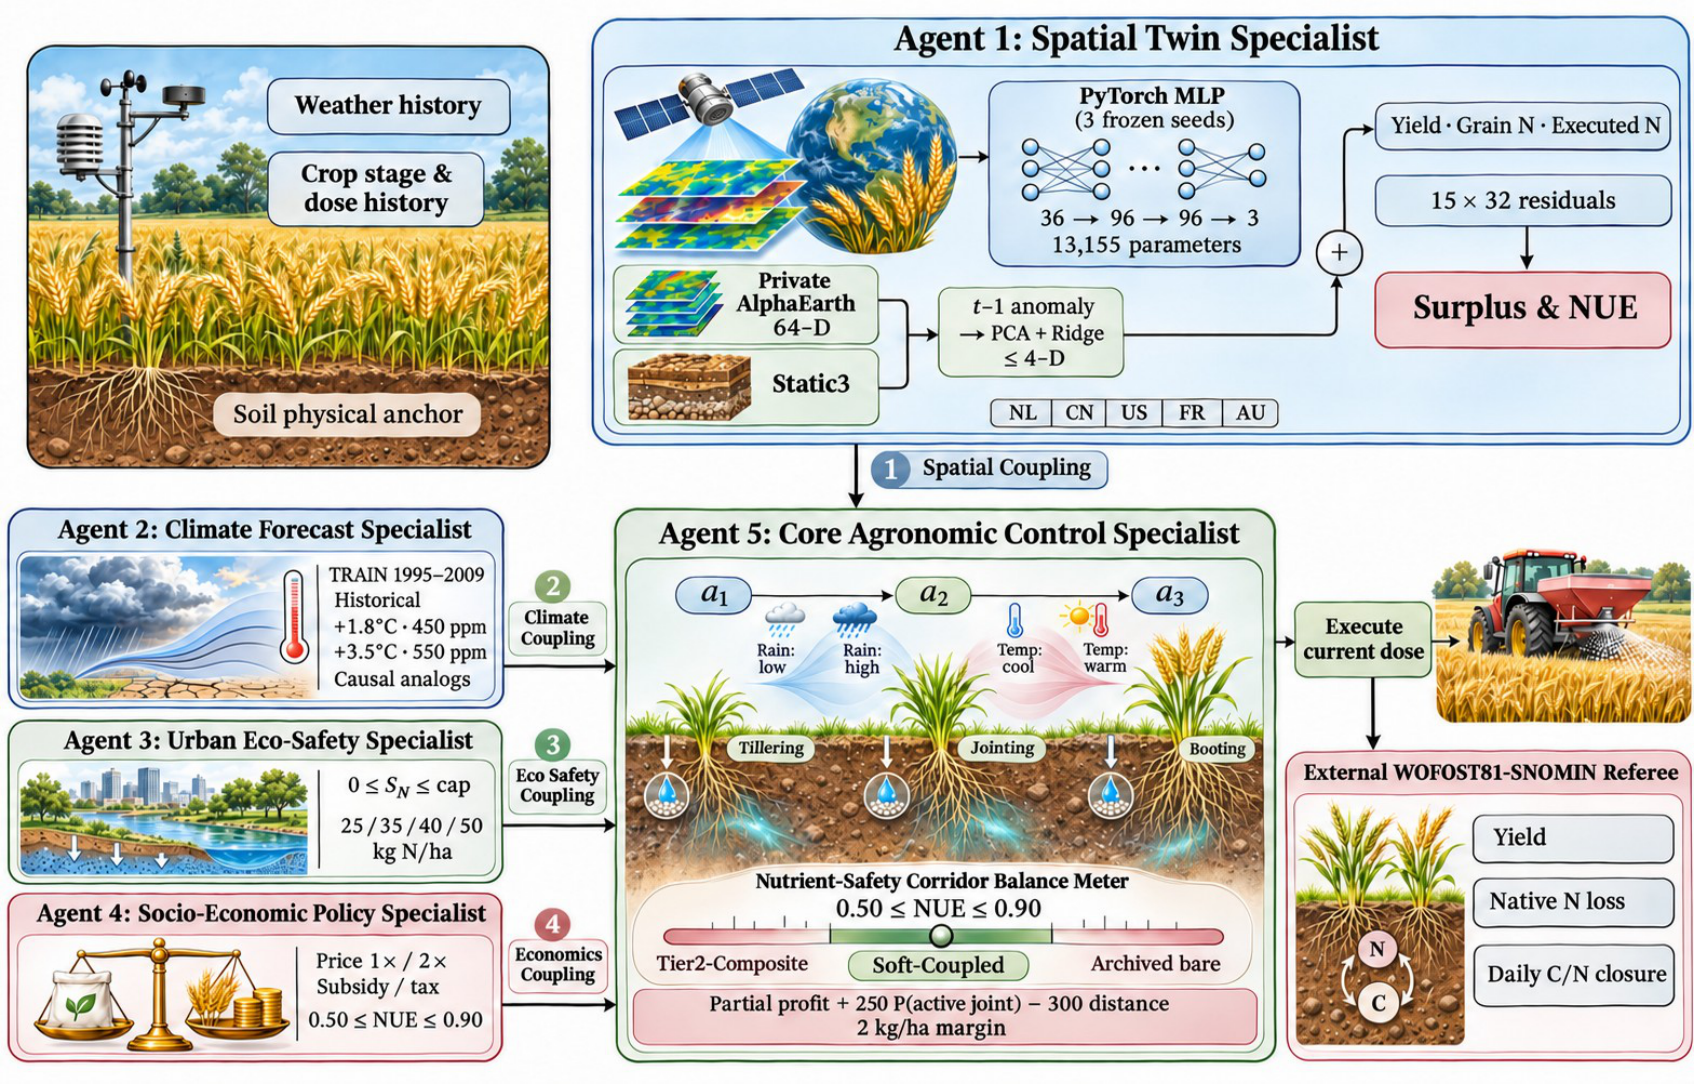 Weather history
Crop stage &
dose history
Soil physical anchor
Agent 1: Spatial Twin Specialist
PyTorch MLP
(3 frozen seeds)
36 → 96 → 96 → 3
13,155 parameters
Yield · Grain N · Executed N
15 × 32 residuals
+
Surplus & NUE
Private
AlphaEarth
64-D
Static3
t–1 anomaly
→ PCA + Ridge
≤ 4-D
NL CN US FR AU
1 Spatial Coupling
Agent 2: Climate Forecast Specialist
TRAIN 1995–2009
Historical
+1.8°C · 450 ppm
+3.5°C · 550 ppm
Causal analogs
2
Climate
Coupling
Agent 3: Urban Eco-Safety Specialist
0 ≤ S_N ≤ cap
25 / 35 / 40 / 50
kg N/ha
3
Eco Safety
Coupling
Agent 4: Socio-Economic Policy Specialist
Price 1× / 2×
Subsidy / tax
0.50 ≤ NUE ≤ 0.90
4
Economics
Coupling
Agent 5: Core Agronomic Control Specialist
a₁ a₂ a₃
Rain:
low
Rain:
high
Temp:
cool
Temp:
warm
Tillering
Jointing
Booting
Nutrient-Safety Corridor Balance Meter
0.50 ≤ NUE ≤ 0.90
Tier2-Composite
Soft-Coupled
Archived bare
Partial profit + 250 P(active joint) − 300 distance
2 kg/ha margin
Execute
current dose
External WOFOST81-SNOMIN Referee
N
C
Yield
Native N loss
Daily C/N closure